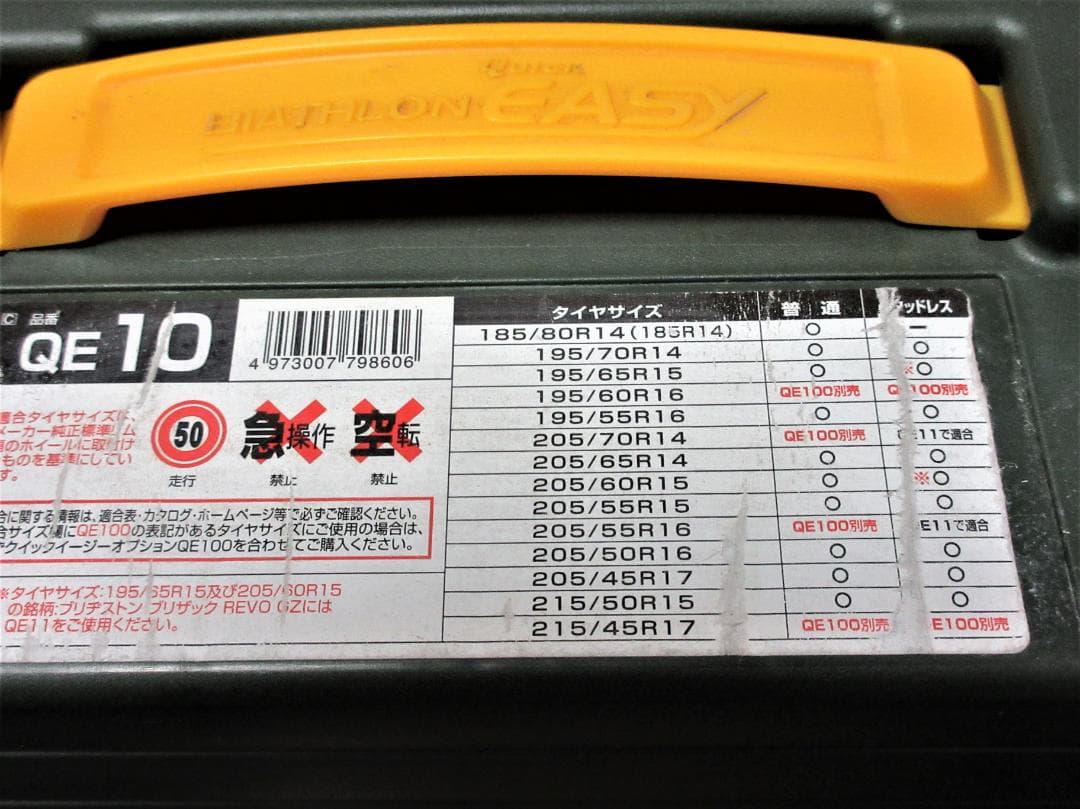 QUICK
BIATHLON EASY
品番 QE10
4 973007 798606
タイヤサイズ 普通 ッドレス
185/80R14(185R14) ○ ー
195/70R14 ○ ○
195/65R15 ○ ※○
195/60R16 QE100別売 QE100別売
195/55R16 ○ ○
205/70R14 QE100別売 QE11で適合
205/65R14 ○ ○
205/60R15 ○ ※○
205/55R15 ○ ○
205/55R16 QE100別売 E11で適合
205/50R16 ○ ○
205/45R17 ○ ○
215/50R15 ○ ○
215/45R17 QE100別売 E100別売
適合タイヤサイズは、
メーカー純正標準リム
のホイールに取付け
ものを基準にしてい
す。
50
走行
急操作
禁止
空転
禁止
合に関する情報は、適合表・カタログ・ホームページ等で必ずご確認ください。
合サイズ欄にQE100の表記があるタイヤサイズにご使用の場合は、
クイックイージーオプションQE100を合わせてご購入ください。
※タイヤサイズ:195/65R15及び205/60R15
の銘柄:ブリヂストン ブリザック REVO GZには
QE11をご使用ください。